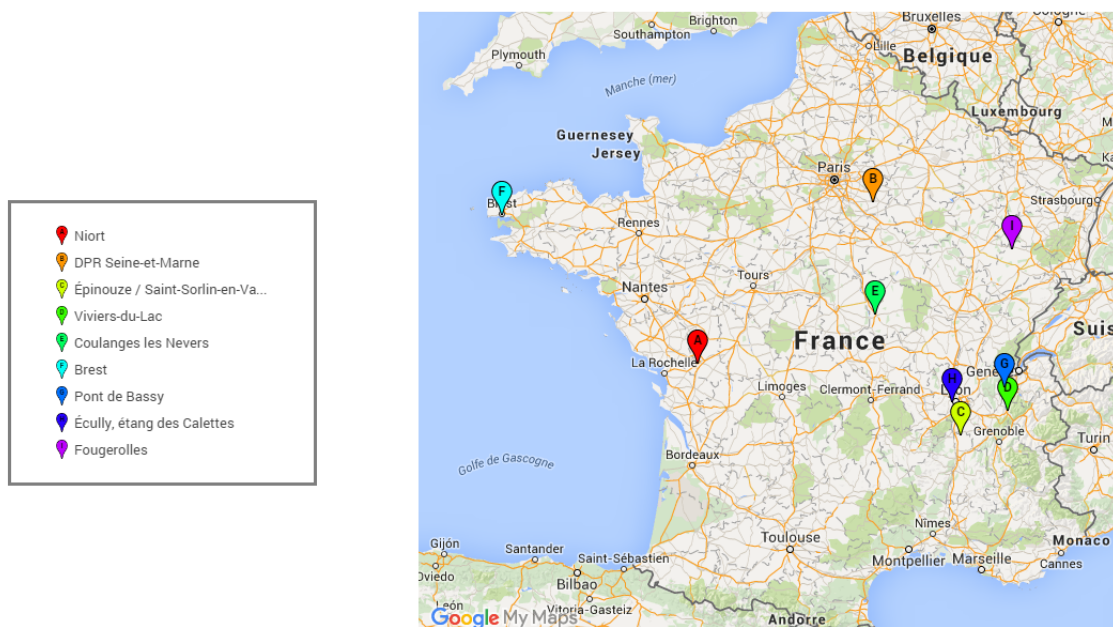 A Niort
B DPR Seine-et-Marne
C Épinouze / Saint-Sorlin-en-Va...
D Viviers-du-Lac
E Coulanges les Nevers
F Brest
G Pont de Bassy
H Écully, étang des Calettes
I Fougerolles
Brighton
Southampton
Plymouth
Bruxelles
Lille
Belgique
Manche (mer)
Luxembourg
Guernesey
Jersey
Paris
B
F
Brest
Strasbourg
Rennes
I
Tours
Nantes
E
France
Suis
A
La Rochelle
G
H
D
Limoges
Clermont-Ferrand
C
Grenoble
Turin
Bordeaux
Golfe de Gascogne
Nîmes
Toulouse
Monaco
Montpellier
Marseille
Cannes
Gijón
Santander
Saint-Sébastien
Oviedo
Bilbao
León
Vitoria-Gasteiz
Google My Maps
Andorre